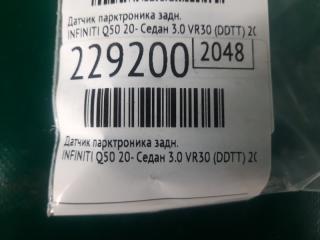 Датчик парктроника задн.
INFINITI Q50 20- Седан 3.0 VR30 (DDTT) 20
229200 2048
Датчик парктроника задн.
INFINITI Q50 20- Седан 3.0 VR30 (DDTT) 20